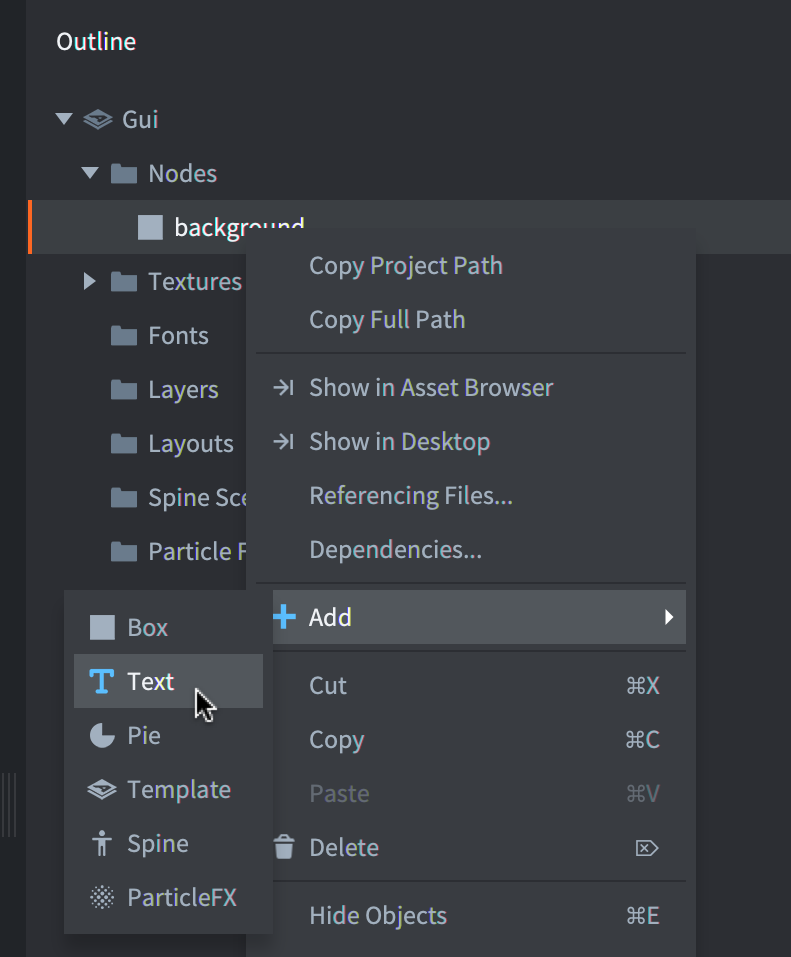 Outline
Gui
Nodes
background
Textures
Fonts
Layers
Layouts
Spine Sce
Particle F
Copy Project Path
Copy Full Path
Show in Asset Browser
Show in Desktop
Referencing Files...
Dependencies...
Add
Cut ⌘X
Copy ⌘C
Paste ⌘V
Delete ⌦
Hide Objects ⌘E
Box
Text
Pie
Template
Spine
ParticleFX